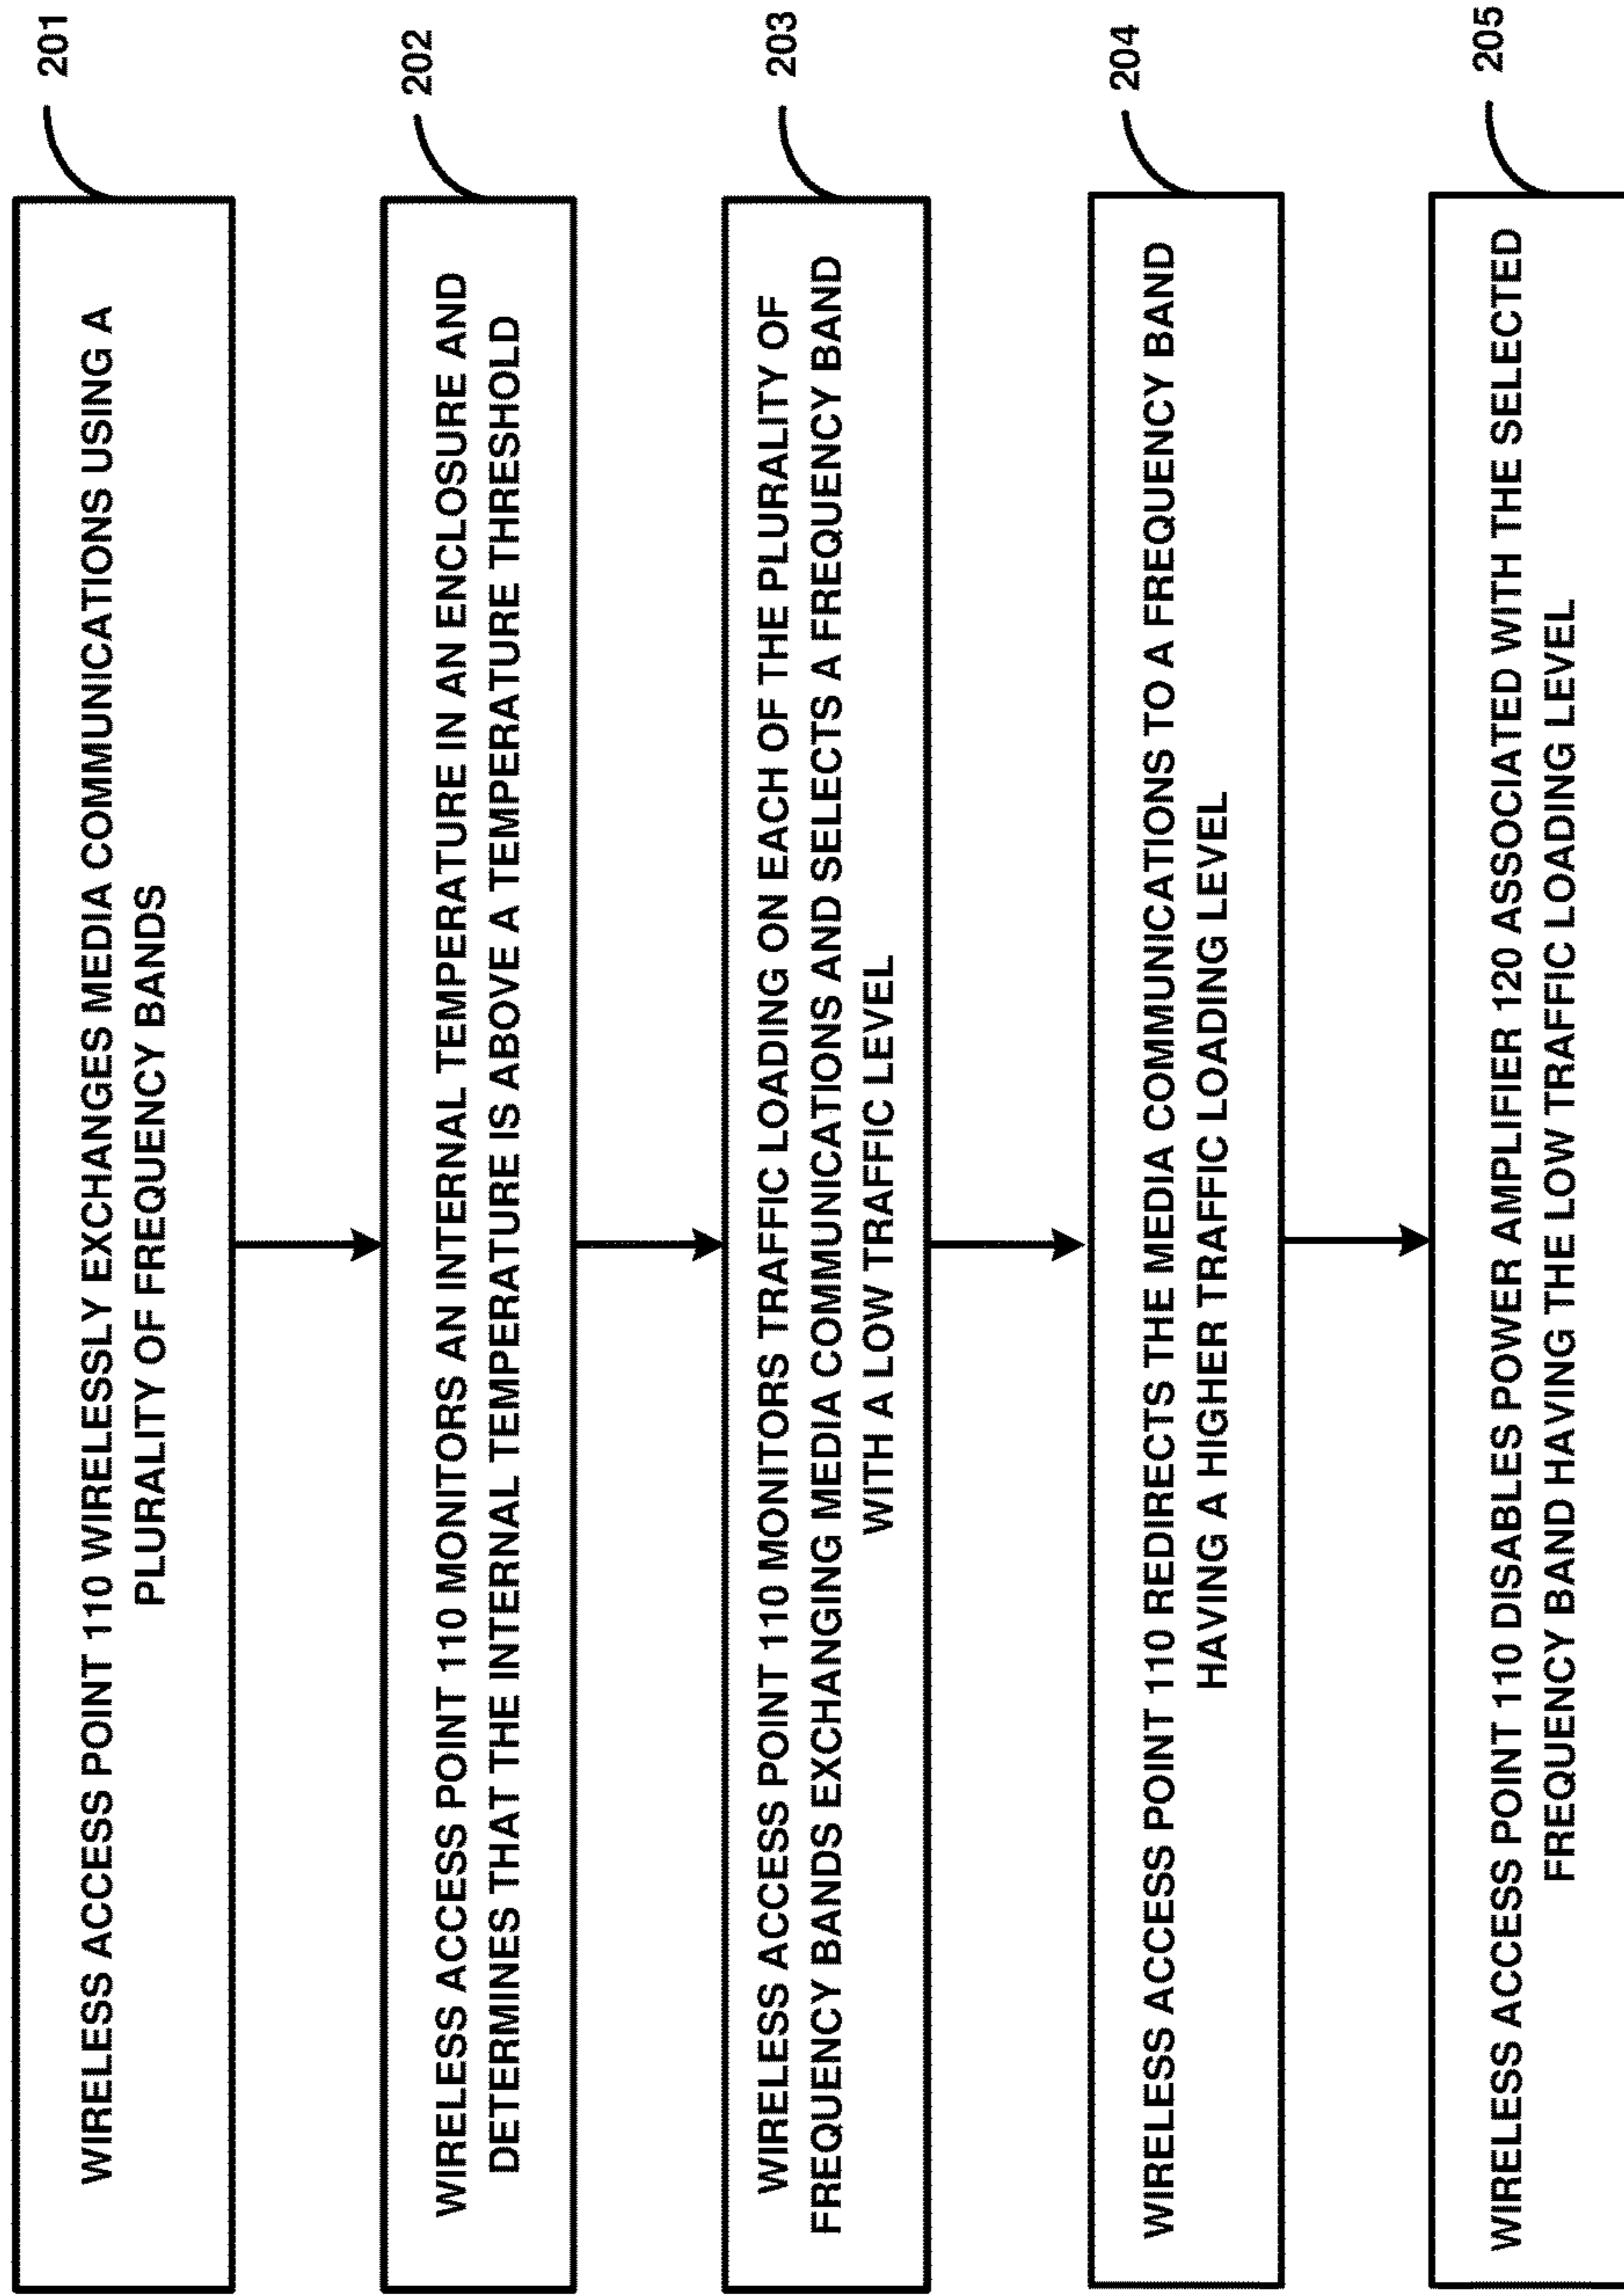 201
WIRELESS ACCESS POINT 110 WIRELESSLY EXCHANGES MEDIA COMMUNICATIONS USING A
PLURALITY OF FREQUENCY BANDS
202
WIRELESS ACCESS POINT 110 MONITORS AN INTERNAL TEMPERATURE IN AN ENCLOSURE AND
DETERMINES THAT THE INTERNAL TEMPERATURE IS ABOVE A TEMPERATURE THRESHOLD
203
WIRELESS ACCESS POINT 110 MONITORS TRAFFIC LOADING ON EACH OF THE PLURALITY OF
FREQUENCY BANDS EXCHANGING MEDIA COMMUNICATIONS AND SELECTS A FREQUENCY BAND
WITH A LOW TRAFFIC LEVEL
204
WIRELESS ACCESS POINT 110 REDIRECTS THE MEDIA COMMUNICATIONS TO A FREQUENCY BAND
HAVING A HIGHER TRAFFIC LOADING LEVEL
205
WIRELESS ACCESS POINT 110 DISABLES POWER AMPLIFIER 120 ASSOCIATED WITH THE SELECTED
FREQUENCY BAND HAVING THE LOW TRAFFIC LOADING LEVEL